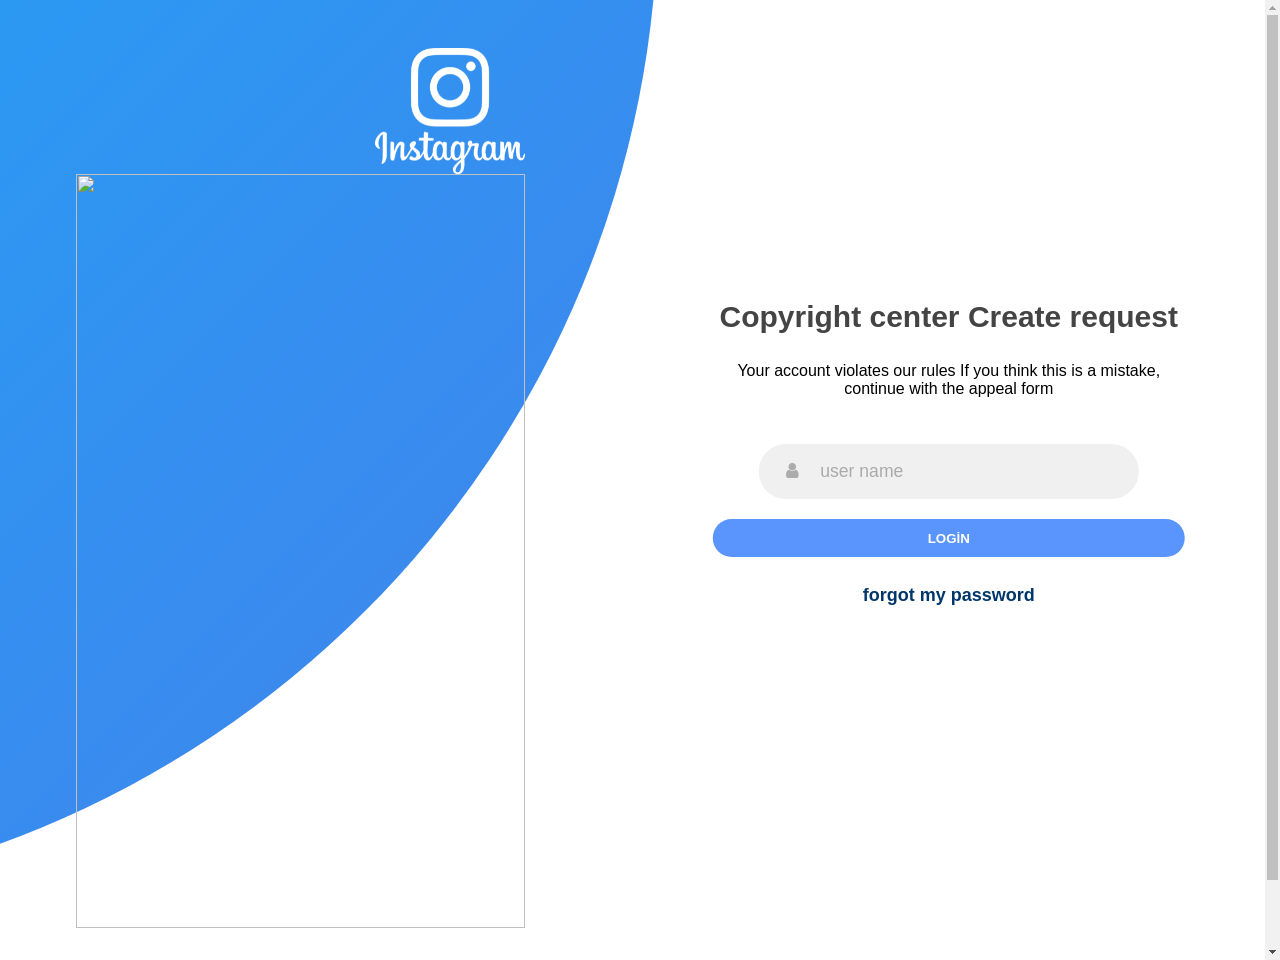 Instagram
Copyright center Create request
Your account violates our rules If you think this is a mistake,
continue with the appeal form
user name
LOGİN
forgot my password